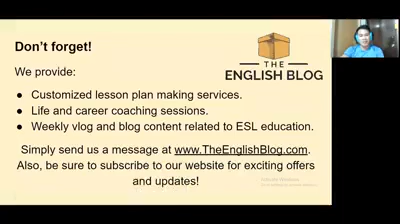 Don't forget!
We provide:
● Customized lesson plan making services.
● Life and career coaching sessions.
● Weekly vlog and blog content related to ESL education.
Simply send us a message at www.TheEnglishBlog.com.
Also, be sure to subscribe to our website for exciting offers
and updates!
THE
ENGLISH BLOG